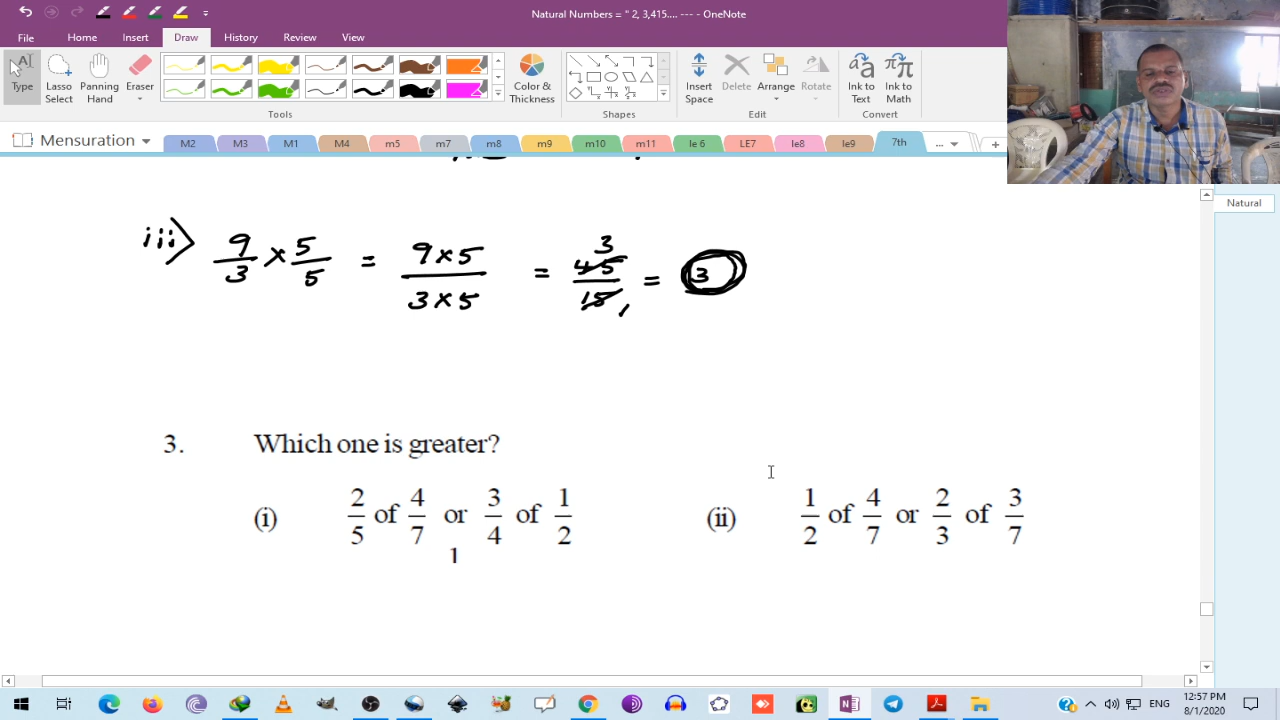 Natural Numbers = " 2, 3,415.... --- - OneNote
File Home Insert Draw History Review View
Type Lasso Select Panning Hand Eraser Color & Thickness Insert Space Delete Arrange Rotate Ink to Text Ink to Math
Tools Shapes Edit Convert
Mensuration M2 M3 M1 M4 m5 m7 m8 m9 m10 m11 le 6 LE7 le8 le9 7th ...
Natural
iii) 9/3 × 5/5 = 9×5/3×5 = 45/15 3 1 = 3
3. Which one is greater?
(i) 2/5 of 4/7 or 3/4 of 1/2 (ii) 1/2 of 4/7 or 2/3 of 3/7
1
ENG 12:57 PM
8/1/2020